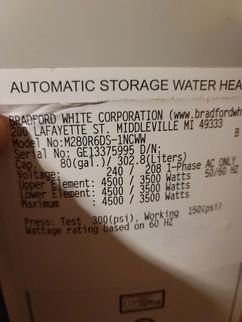 AUTOMATIC STORAGE WATER HEA
BRADFORD WHITE CORPORATION (www.bradfordwh
200 LAFAYETTE ST. MIDDLEVILLE MI 49333
B
Model No:M280R6DS-1NCWW
Serial No: GE13375995 D/N:
Cap. 80(gal.)/ 302.8(Liters)
AC ONLY
Voltage: 240 / 208 1-Phase 50/60 HZ
Upper Element: 4500 / 3500 Watts
Lower Element: 4500 / 3500 Watts
Maximum : 4500 / 3500 Watts
Press: Test 300(psi). Working 150(psi)
Wattage rating based on 60 HZ